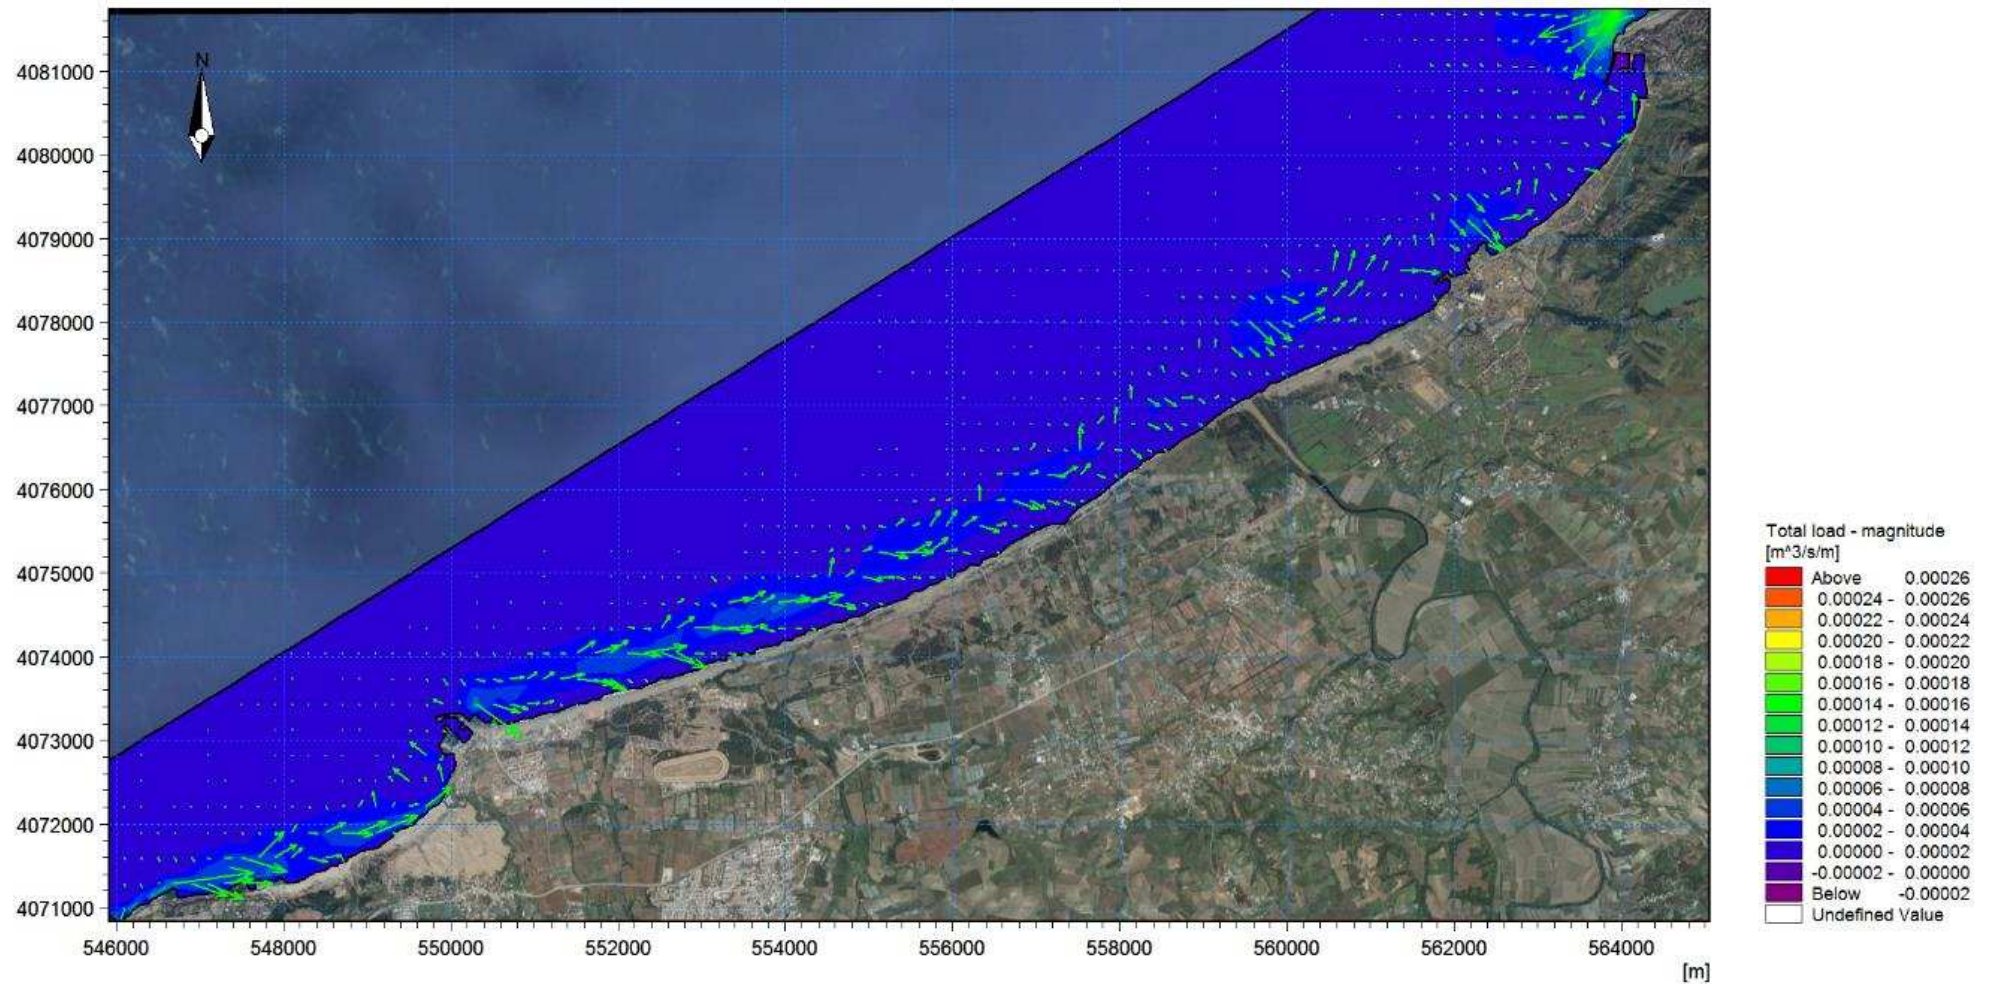 N
4081000
4080000
4079000
4078000
4077000
4076000
4075000
4074000
4073000
4072000
4071000
546000 548000 550000 552000 554000 556000 558000 560000 562000 564000
[m]
Total load - magnitude
[m^3/s/m]
Above 0.00026
0.00024 - 0.00026
0.00022 - 0.00024
0.00020 - 0.00022
0.00018 - 0.00020
0.00016 - 0.00018
0.00014 - 0.00016
0.00012 - 0.00014
0.00010 - 0.00012
0.00008 - 0.00010
0.00006 - 0.00008
0.00004 - 0.00006
0.00002 - 0.00004
0.00000 - 0.00002
-0.00002 - 0.00000
Below -0.00002
Undefined Value